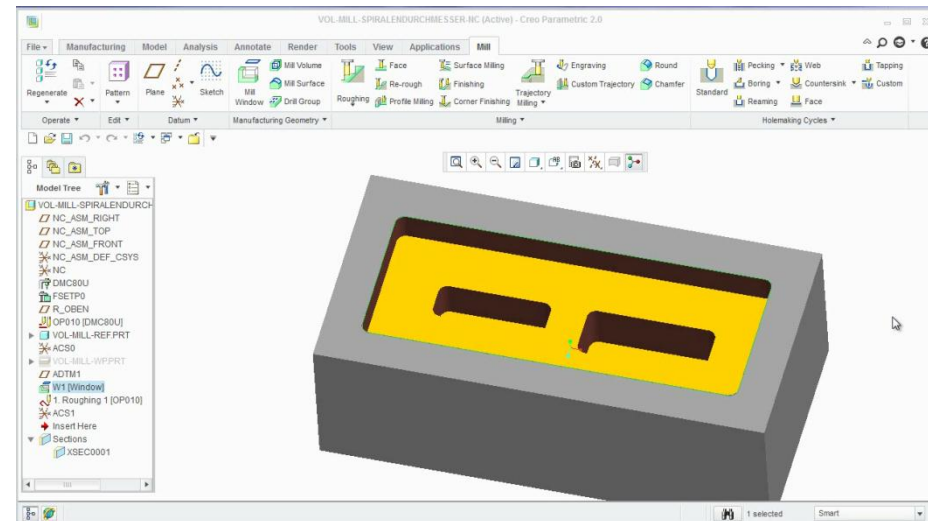 VOL-MILL-SPIRALENDURCHMESSER-NC (Active) - Creo Parametric 2.0
File Manufacturing Model Analysis Annotate Render Tools View Applications Mill
Regenerate
Pattern
Plane
Sketch
Mill Window
Mill Volume
Mill Surface
Drill Group
Roughing
Face
Re-rough
Profile Milling
Surface Milling
Finishing
Corner Finishing
Trajectory Milling
Engraving
Custom Trajectory
Round
Chamfer
Standard
Pecking
Boring
Reaming
Web
Countersink
Face
Tapping
Custom
Operate Edit Datum Manufacturing Geometry Milling Holemaking Cycles
Model Tree
VOL-MILL-SPIRALENDURCH
NC_ASM_RIGHT
NC_ASM_TOP
NC_ASM_FRONT
NC_ASM_DEF_CSYS
NC
DMC80U
FSETP0
R_OBEN
OP010 [DMC80U]
VOL-MILL-REF.PRT
ACS0
VOL-MILL-WP.PRT
ADTM1
W1 [Window]
1. Roughing 1 [OP010]
ACS1
Insert Here
Sections
XSEC0001
1 selected Smart